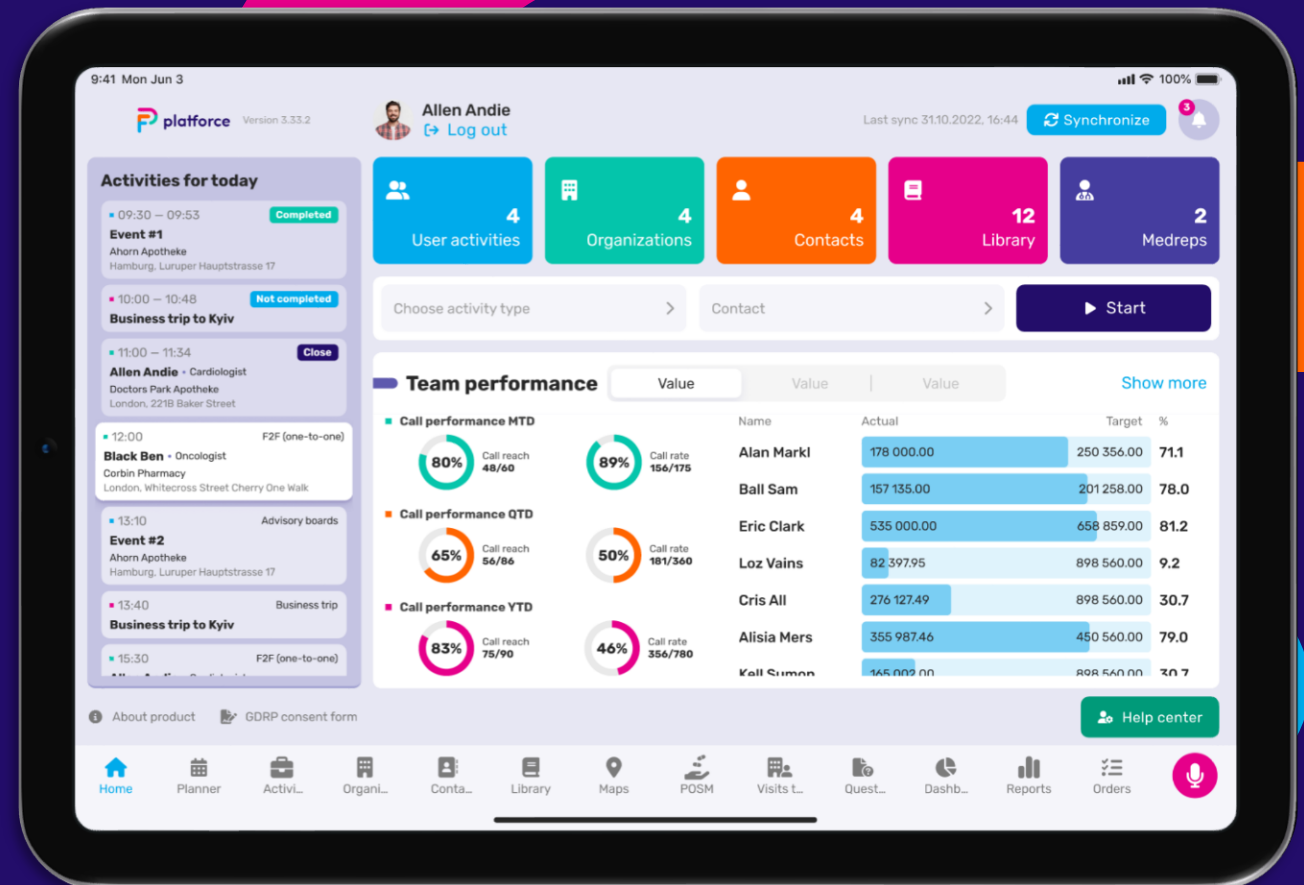 9:41 Mon Jun 3
100%
platforce Version 3.33.2
Allen Andie
Log out
Last sync 31.10.2022, 16:44
Synchronize
3
Activities for today
09:30 – 09:53 Completed
Event #1
Ahorn Apotheke
Hamburg, Luruper Hauptstrasse 17
10:00 – 10:48 Not completed
Business trip to Kyiv
11:00 – 11:34 Close
Allen Andie • Cardiologist
Doctors Park Apotheke
London, 221B Baker Street
12:00 F2F (one-to-one)
Black Ben • Oncologist
Corbin Pharmacy
London, Whitecross Street Cherry One Walk
13:10 Advisory boards
Event #2
Ahorn Apotheke
Hamburg, Luruper Hauptstrasse 17
13:40 Business trip
Business trip to Kyiv
15:30 F2F (one-to-one)
4
User activities
4
Organizations
4
Contacts
12
Library
2
Medreps
Choose activity type
Contact
Start
Team performance
Value
Value
Value
Show more
Call performance MTD
80%
Call reach
48/60
89%
Call rate
156/175
Call performance QTD
65%
Call reach
56/86
50%
Call rate
181/360
Call performance YTD
83%
Call reach
75/90
46%
Call rate
356/780
Name Actual Target %
Alan Markl 178 000.00 250 356.00 71.1
Ball Sam 157 135.00 201 258.00 78.0
Eric Clark 535 000.00 658 859.00 81.2
Loz Vains 82 397.95 898 560.00 9.2
Cris All 276 127.49 898 560.00 30.7
Alisia Mers 355 987.46 450 560.00 79.0
Kell Sumon 165 002.00 898 560.00 30.7
About product
GDRP consent form
Help center
Home
Planner
Activi...
Organi...
Conta...
Library
Maps
POSM
Visits t...
Quest...
Dashb...
Reports
Orders